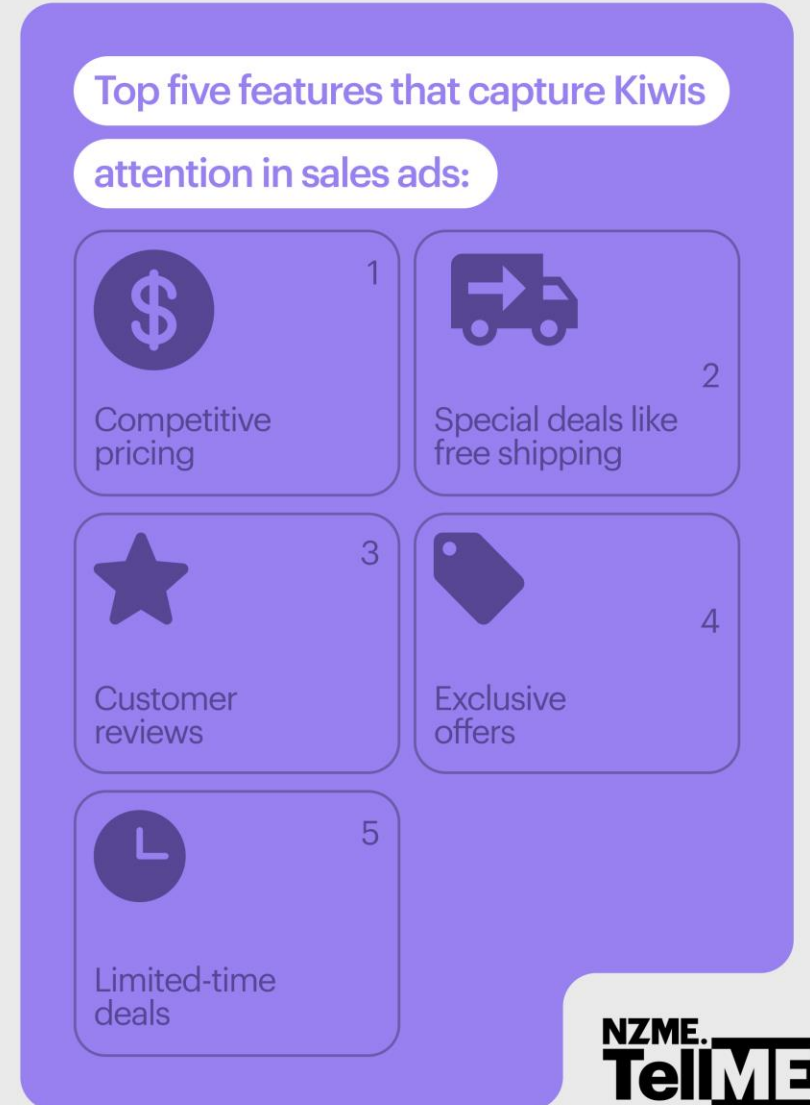 Top five features that capture Kiwis
attention in sales ads:
1
Competitive
pricing
2
Special deals like
free shipping
3
Customer
reviews
4
Exclusive
offers
5
Limited-time
deals
NZME.
TellME